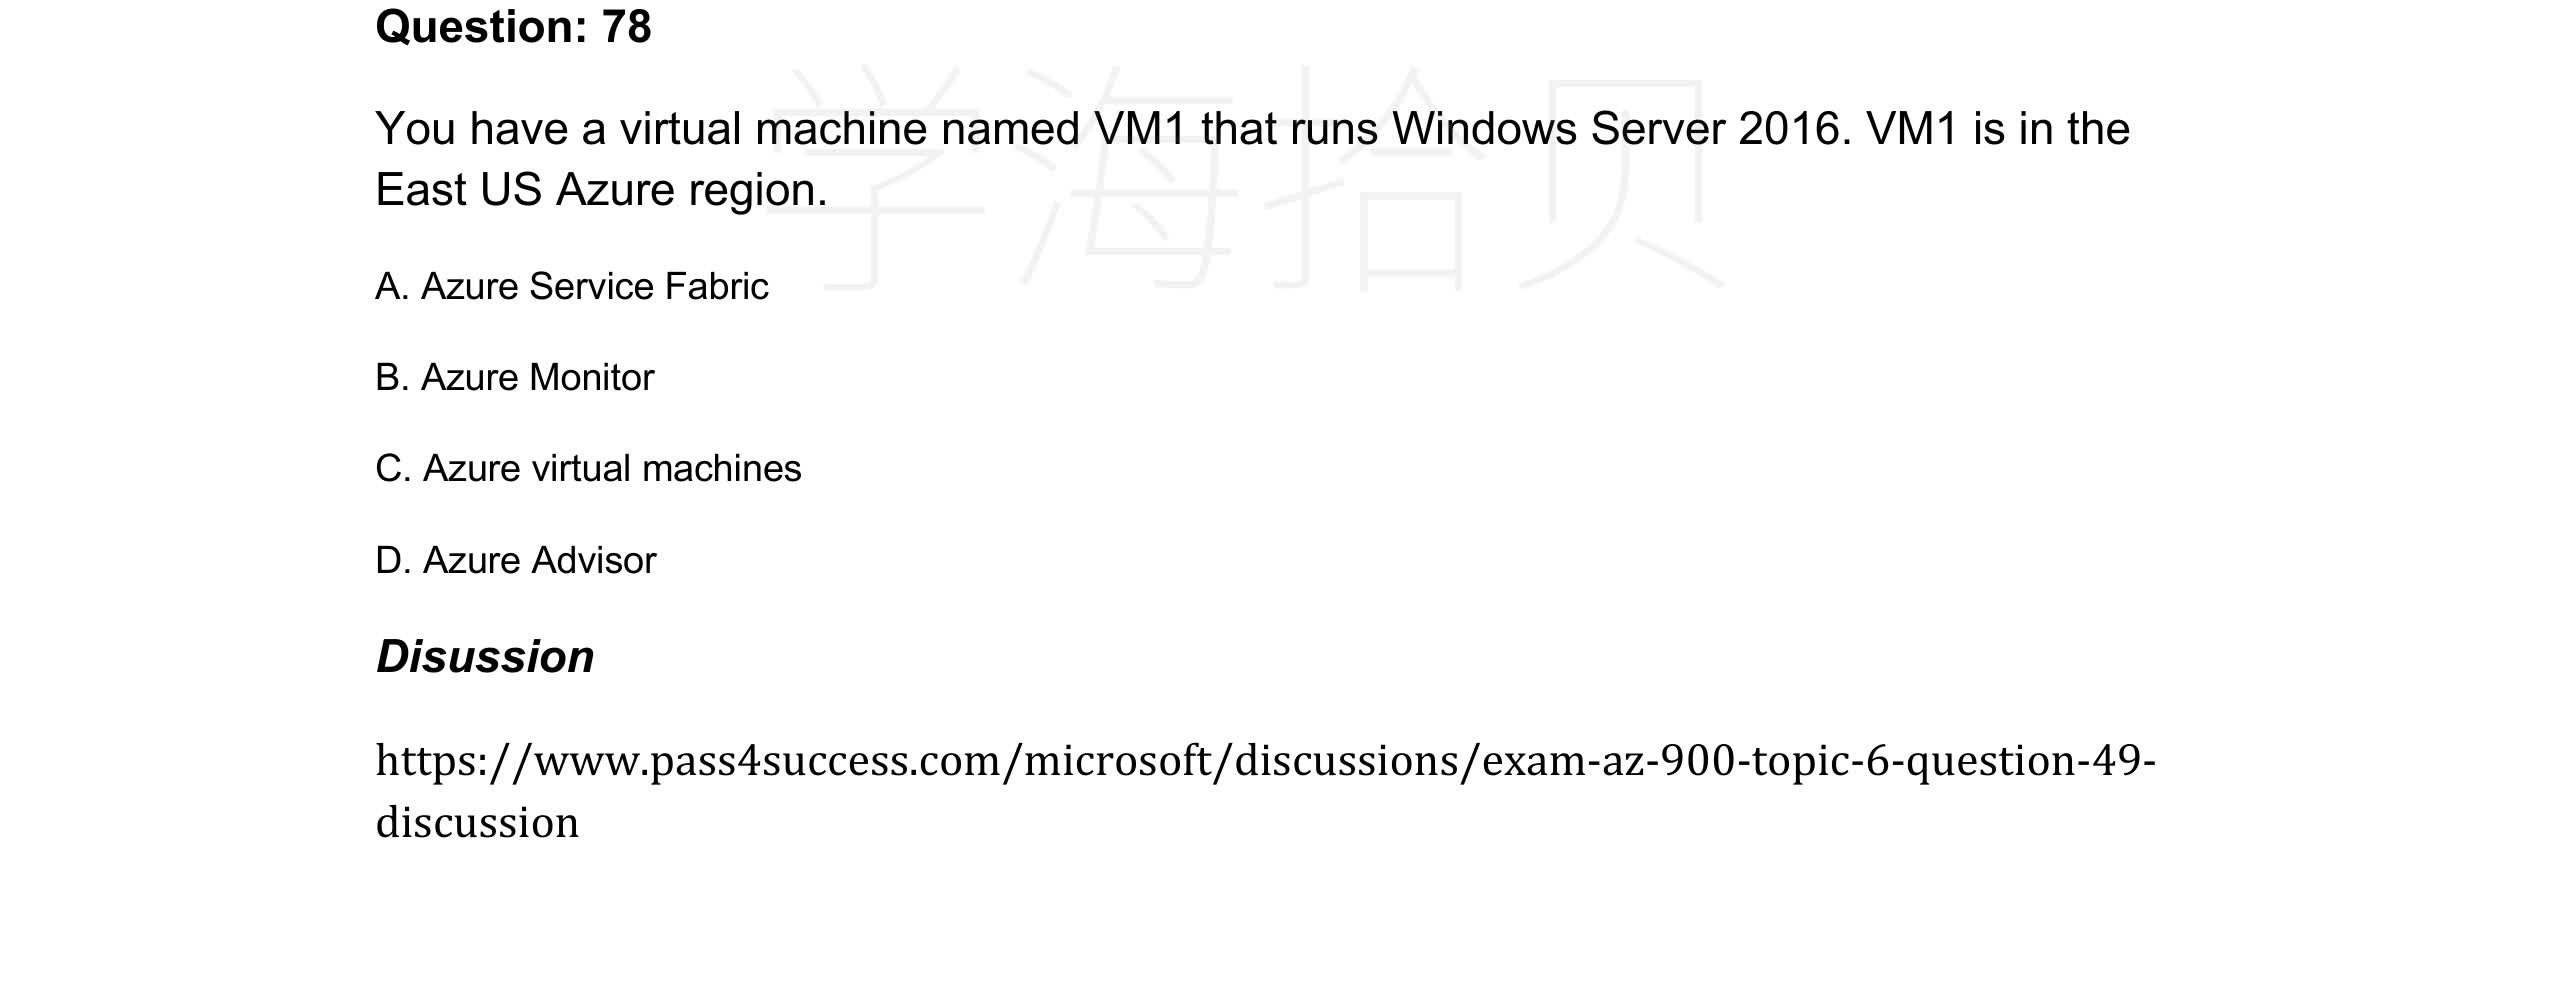 Question: 78
学海拾贝
You have a virtual machine named VM1 that runs Windows Server 2016. VM1 is in the
East US Azure region.
A. Azure Service Fabric
B. Azure Monitor
C. Azure virtual machines
D. Azure Advisor
Disussion
https://www.pass4success.com/microsoft/discussions/exam-az-900-topic-6-question-49-
discussion